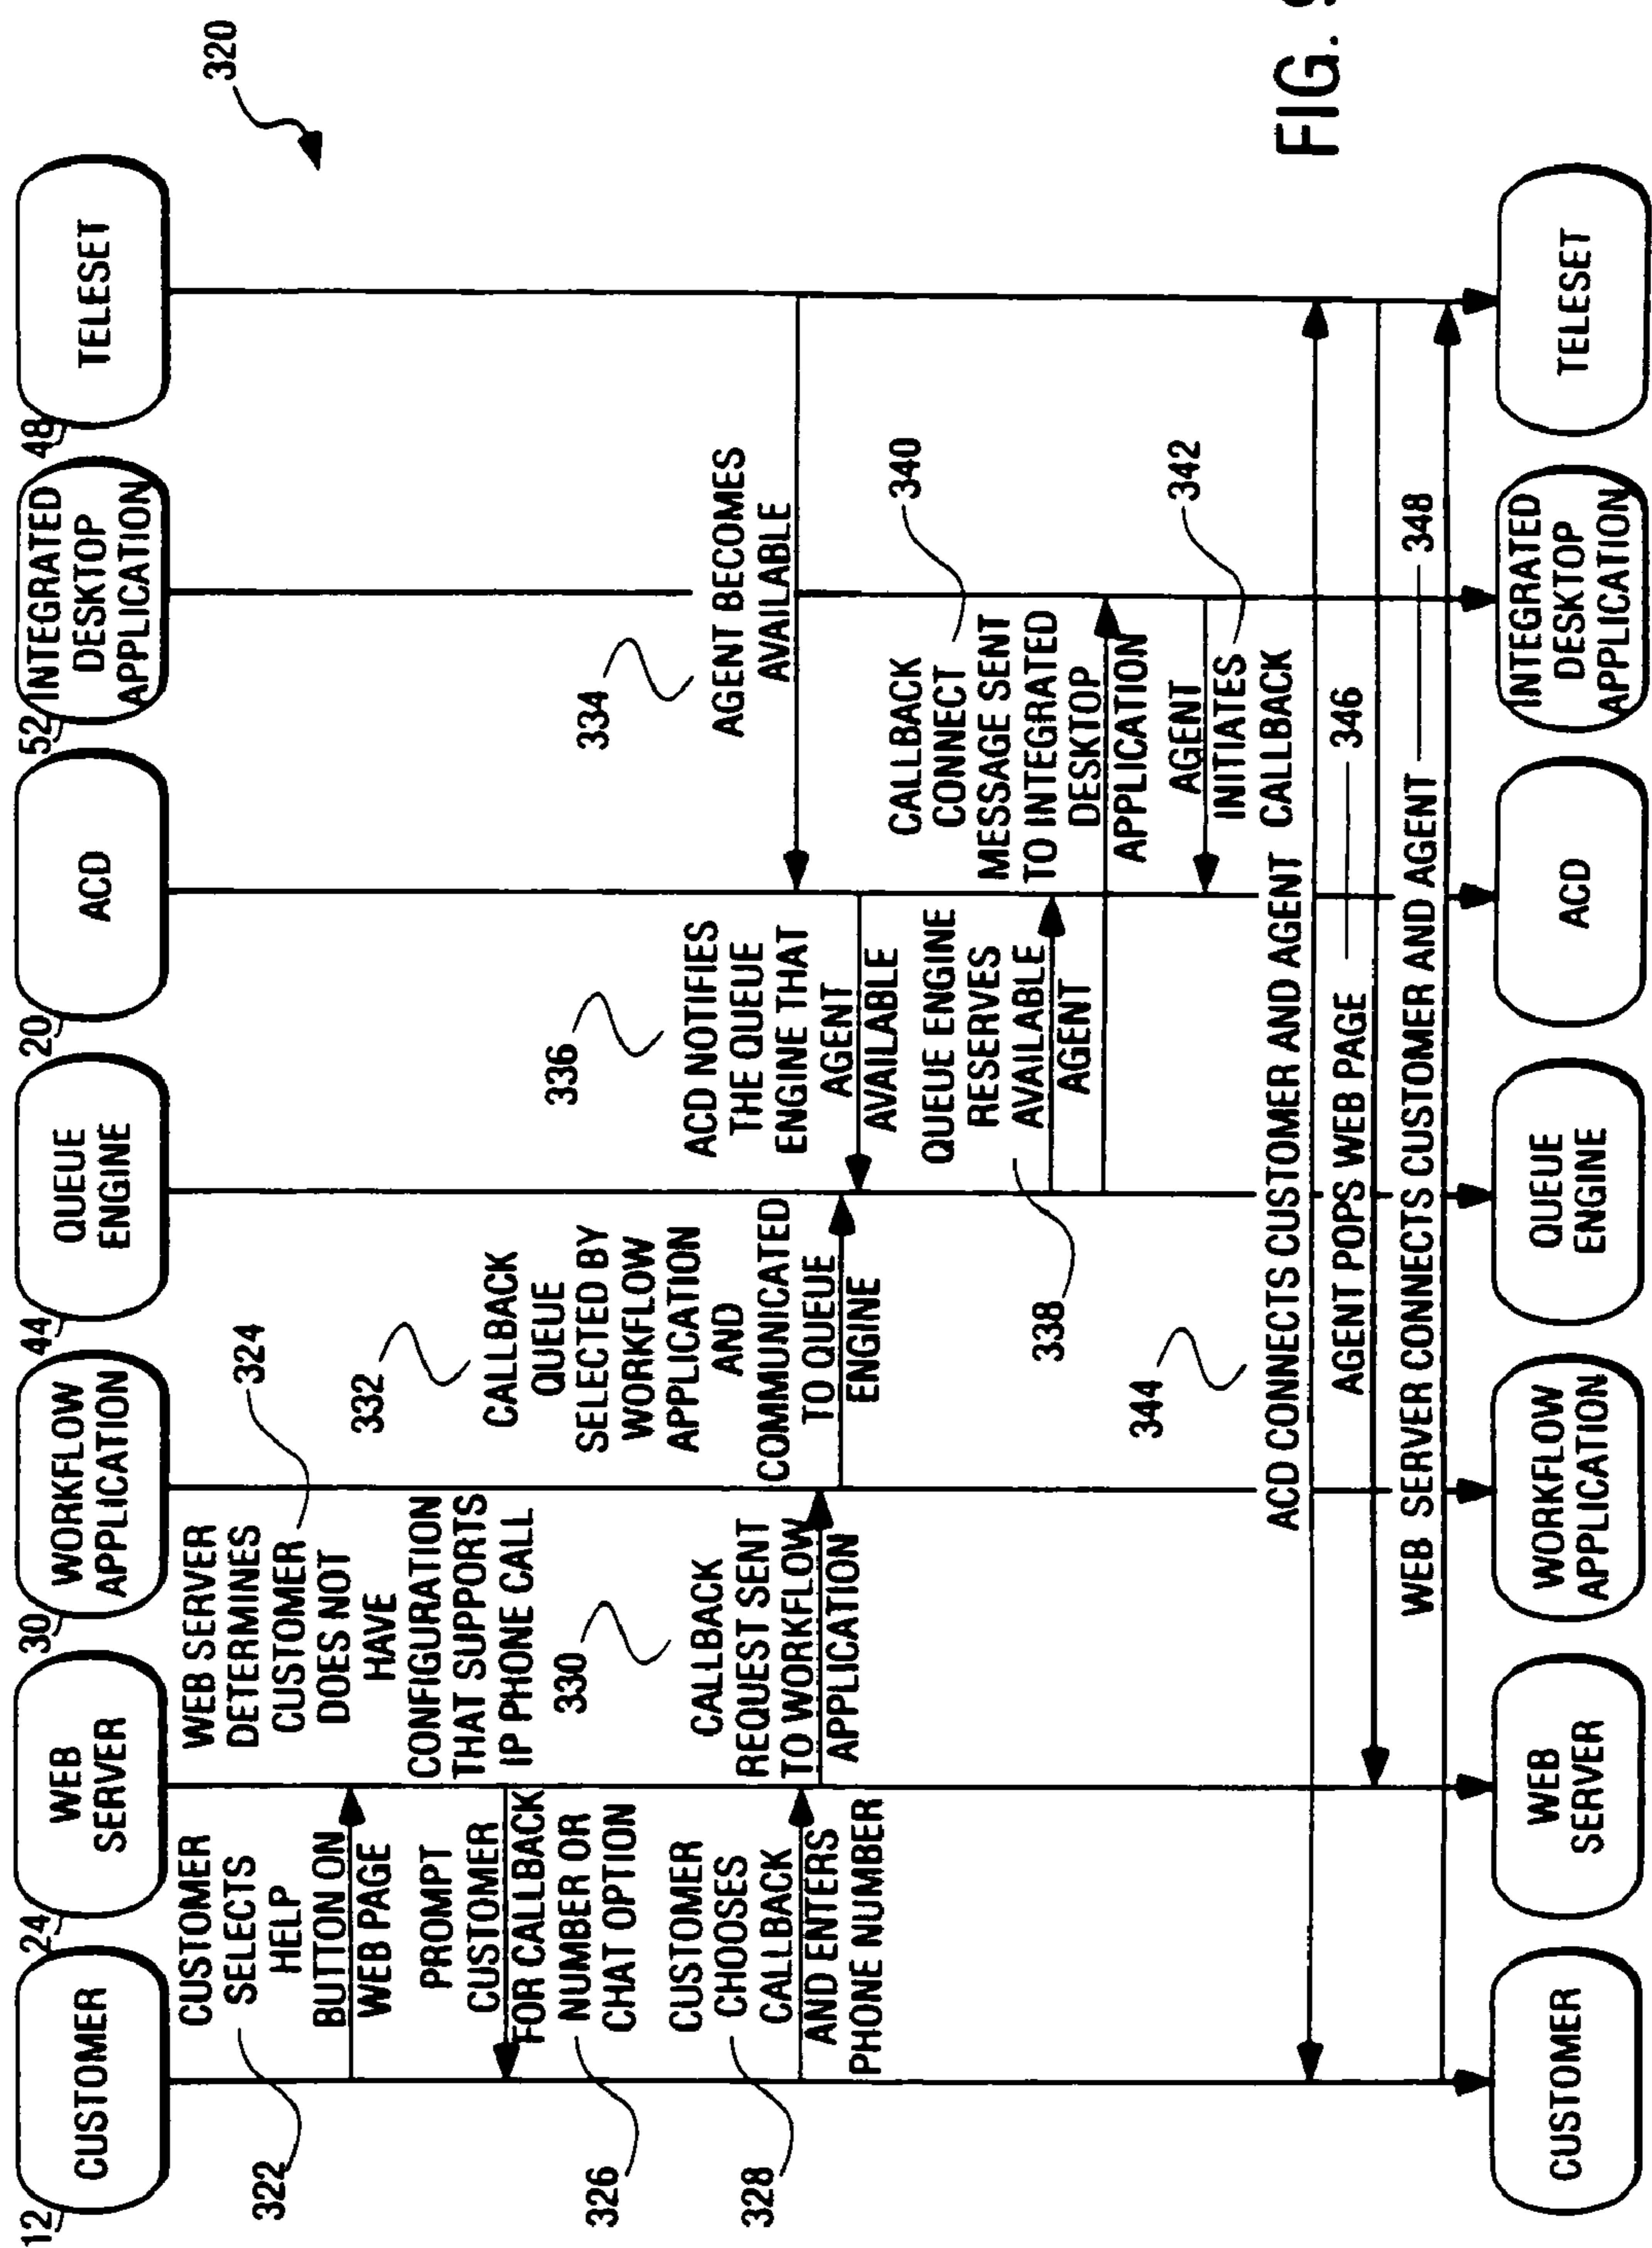 320
12
CUSTOMER
24
WEB
SERVER
30
WORKFLOW
APPLICATION
44
QUEUE
ENGINE
20
ACD
52
INTEGRATED
DESKTOP
APPLICATION
48
TELESET
322
CUSTOMER
SELECTS
HELP
BUTTON ON
WEB PAGE
324
WEB SERVER
DETERMINES
CUSTOMER
DOES NOT
HAVE
CONFIGURATION
THAT SUPPORTS
IP PHONE CALL
326
PROMPT
CUSTOMER
FOR CALLBACK
NUMBER OR
CHAT OPTION
328
CUSTOMER
CHOOSES
CALLBACK
AND ENTERS
PHONE NUMBER
330
CALLBACK
REQUEST SENT
TO WORKFLOW
APPLICATION
332
CALLBACK
QUEUE
SELECTED BY
WORKFLOW
APPLICATION
AND
COMMUNICATED
TO QUEUE
ENGINE
334
AGENT BECOMES
AVAILABLE
336
ACD NOTIFIES
THE QUEUE
ENGINE THAT
AGENT
AVAILABLE
338
QUEUE ENGINE
RESERVES
AVAILABLE
AGENT
340
CALLBACK
CONNECT
MESSAGE SENT
TO INTEGRATED
DESKTOP
APPLICATION
342
AGENT
INITIATES
CALLBACK
344
ACD CONNECTS CUSTOMER AND AGENT
AGENT POPS WEB PAGE
346
WEB SERVER CONNECTS CUSTOMER AND AGENT
348
CUSTOMER
WEB
SERVER
WORKFLOW
APPLICATION
QUEUE
ENGINE
ACD
INTEGRATED
DESKTOP
APPLICATION
TELESET
FIG.